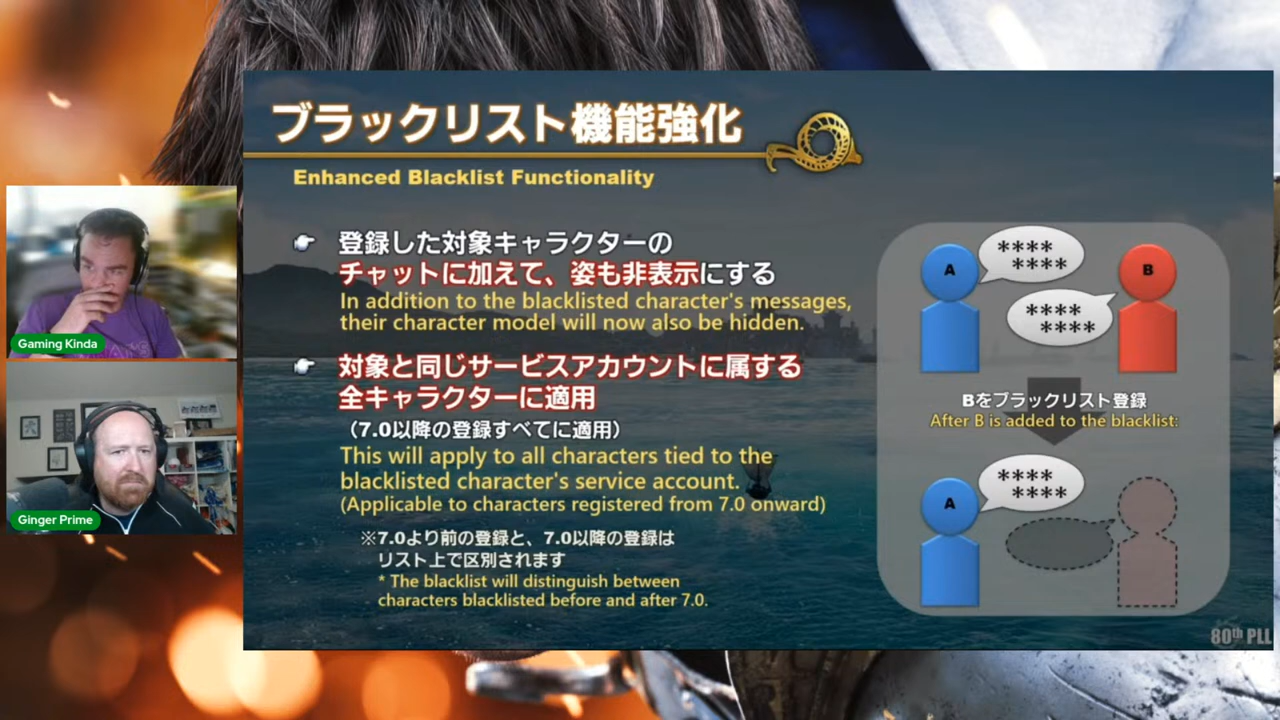 ブラックリスト機能強化
Enhanced Blacklist Functionality
登録した対象キャラクターの
チャットに加えて、姿も非表示にする
In addition to the blacklisted character's messages,
their character model will now also be hidden.
対象と同じサービスアカウントに属する
全キャラクターに適用
（7.0以降の登録すべてに適用）
This will apply to all characters tied to the
blacklisted character's service account.
(Applicable to characters registered from 7.0 onward)
※7.0より前の登録と、7.0以降の登録は
リスト上で区別されます
* The blacklist will distinguish between
characters blacklisted before and after 7.0.
A
****
****
B
****
****
Bをブラックリスト登録
After B is added to the blacklist:
A
****
****
80th PLL
Gaming Kinda
Ginger Prime